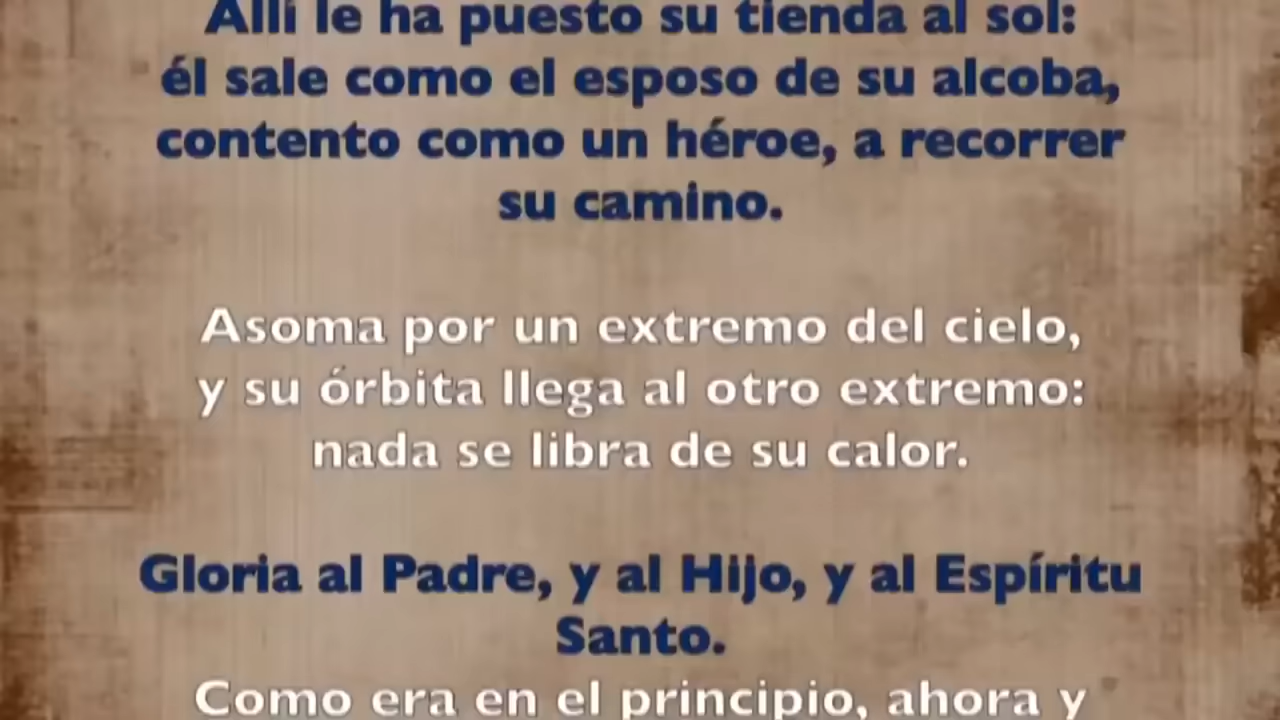 Allí le ha puesto su tienda al sol:
él sale como el esposo de su alcoba,
contento como un héroe, a recorrer
su camino.
Asoma por un extremo del cielo,
y su órbita llega al otro extremo:
nada se libra de su calor.
Gloria al Padre, y al Hijo, y al Espíritu
Santo.
Como era en el principio, ahora y